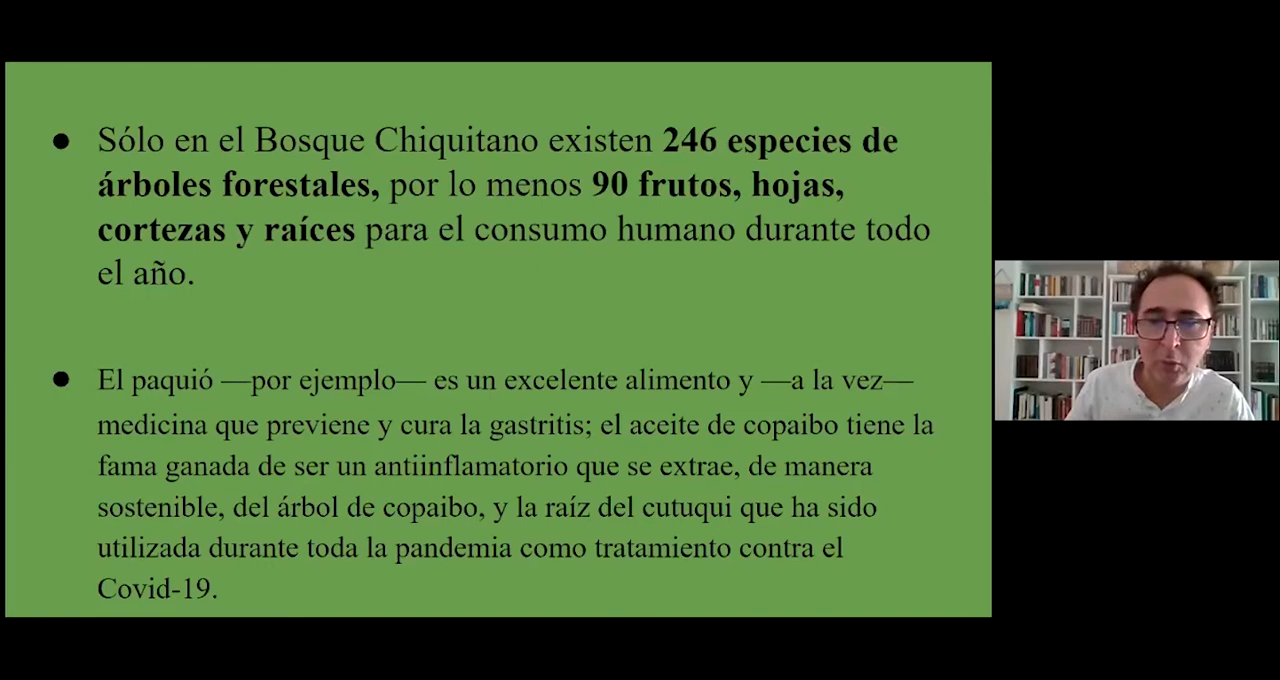 ● Sólo en el Bosque Chiquitano existen 246 especies de
árboles forestales, por lo menos 90 frutos, hojas,
cortezas y raíces para el consumo humano durante todo
el año.
● El paquió —por ejemplo— es un excelente alimento y —a la vez—
medicina que previene y cura la gastritis; el aceite de copaibo tiene la
fama ganada de ser un antiinflamatorio que se extrae, de manera
sostenible, del árbol de copaibo, y la raíz del cutuqui que ha sido
utilizada durante toda la pandemia como tratamiento contra el
Covid-19.